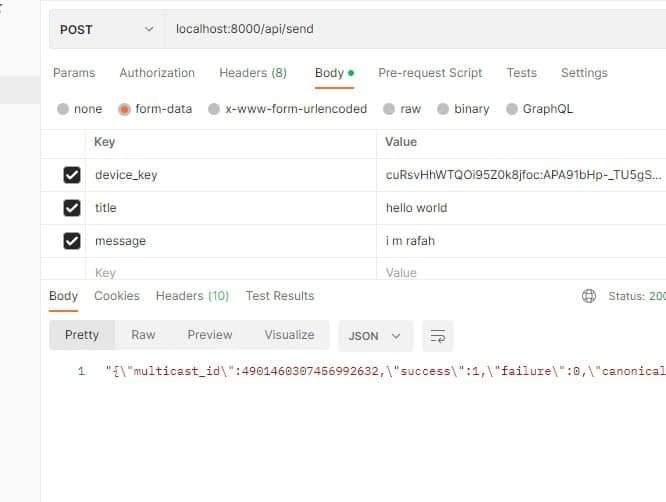 POST localhost:8000/api/send
Params Authorization Headers (8) Body Pre-request Script Tests Settings
none form-data x-www-form-urlencoded raw binary GraphQL
Key Value
device_key cuRsvHhWTQOi95Z0k8jfoc:APA91bHp-_TU5gS...
title hello world
message i m rafah
Key Value
Body Cookies Headers (10) Test Results Status: 200
Pretty Raw Preview Visualize JSON
1 "{\"multicast_id\":4901460307456992632,\"success\":1,\"failure\":0,\"canonical